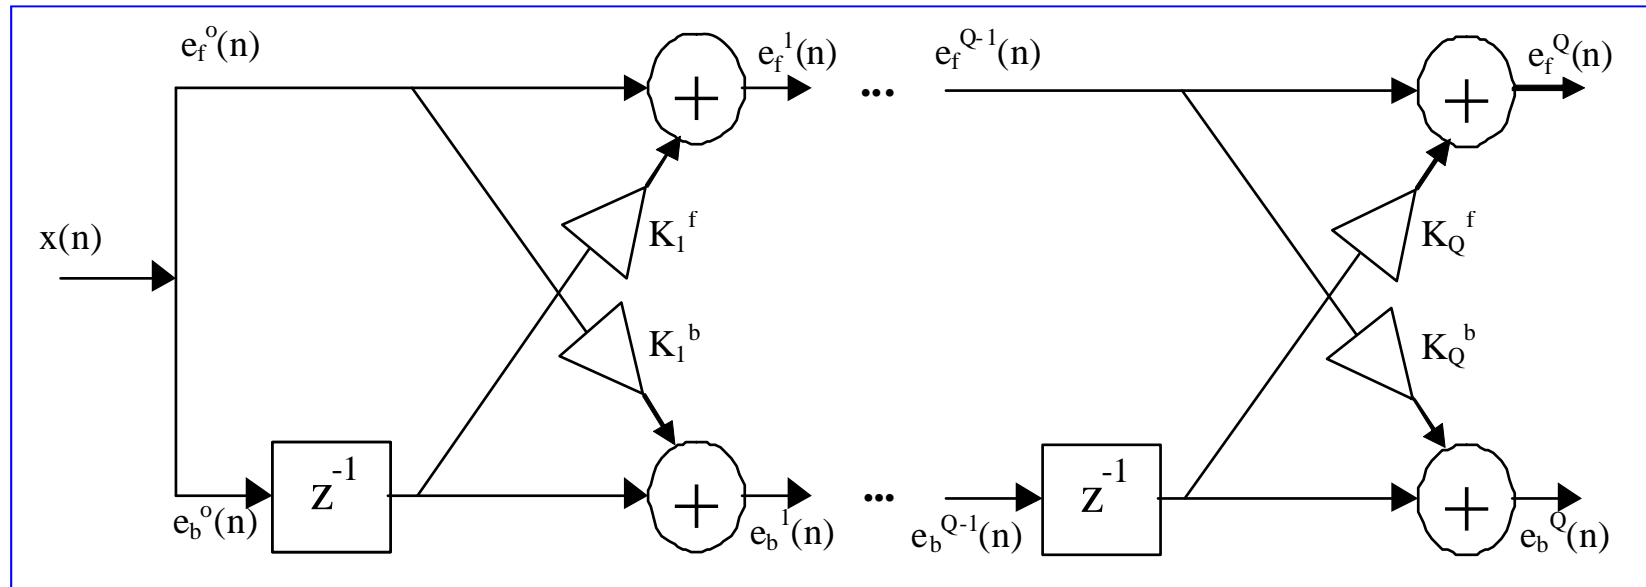 e_f^o(n)
e_f^1(n)
...
e_f^{Q-1}(n)
e_f^Q(n)
+
+
x(n)
K_1^f
K_Q^f
K_1^b
K_Q^b
z^{-1}
z^{-1}
+
+
e_b^o(n)
e_b^1(n)
...
e_b^{Q-1}(n)
e_b^Q(n)